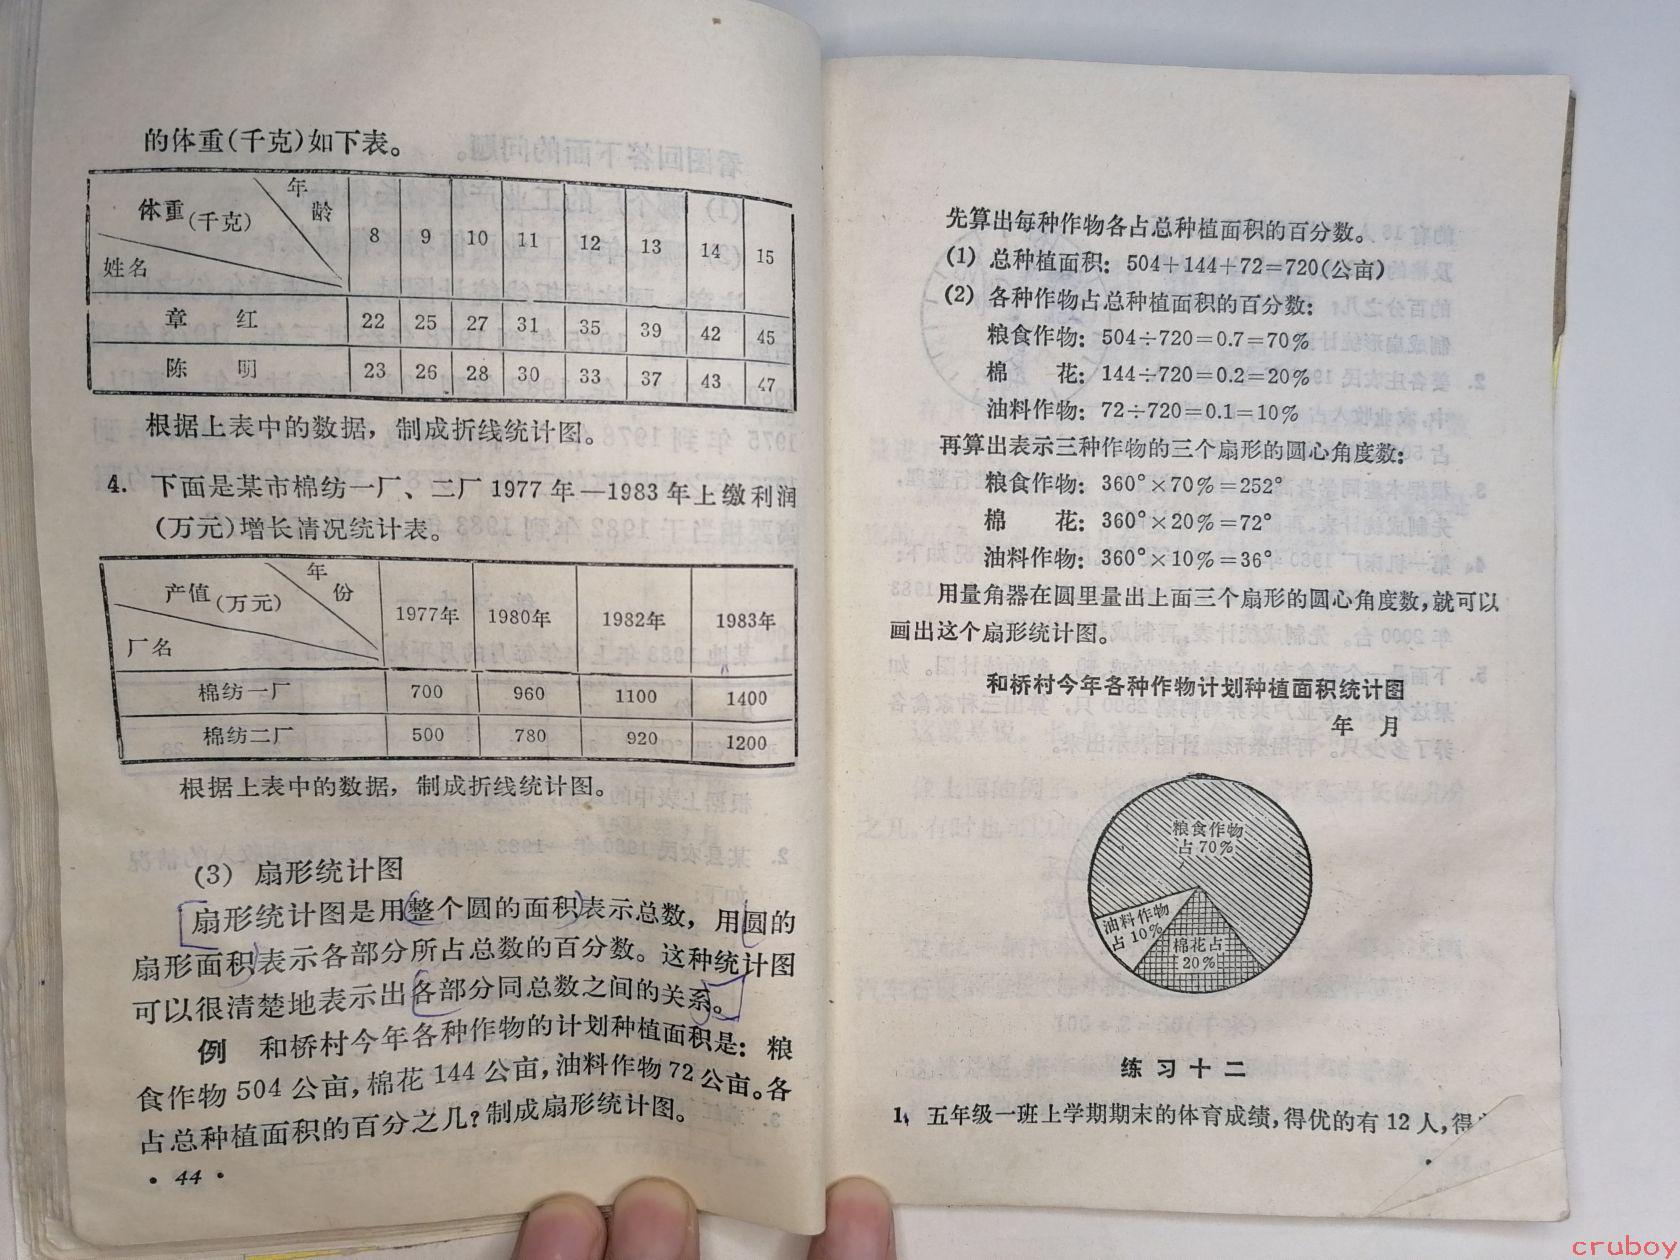 的体重(千克)如下表。
年
体重(千克) 龄 8 9 10 11 12 13 14 15
姓名
章 红 22 25 27 31 35 39 42 45
陈 明 23 26 28 30 33 37 43 47
根据上表中的数据，制成折线统计图。
4. 下面是某市棉纺一厂、二厂 1977 年—1983 年上缴利润
(万元)增长情况统计表。
年
产值(万元) 份 1977年 1980年 1982年 1983年
厂名
棉纺一厂 700 960 1100 1400
棉纺二厂 500 780 920 1200
根据上表中的数据，制成折线统计图。
(3) 扇形统计图
扇形统计图是用整个圆的面积表示总数，用圆的
扇形面积表示各部分所占总数的百分数。这种统计图
可以很清楚地表示出各部分同总数之间的关系。
例 和桥村今年各种作物的计划种植面积是：粮
食作物 504 公亩，棉花 144 公亩，油料作物 72 公亩。各
占总种植面积的百分之几？制成扇形统计图。
• 44 •
先算出每种作物各占总种植面积的百分数。
(1) 总种植面积：504+144+72=720(公亩)
(2) 各种作物占总种植面积的百分数：
粮食作物：504÷720=0.7=70%
棉 花：144÷720=0.2=20%
油料作物：72÷720=0.1=10%
再算出表示三种作物的三个扇形的圆心角度数：
粮食作物：360°×70%=252°
棉 花：360°×20%=72°
油料作物：360°×10%=36°
用量角器在圆里量出上面三个扇形的圆心角度数，就可以
画出这个扇形统计图。
和桥村今年各种作物计划种植面积统计图
年 月
粮食作物
占70%
油料作物
占10%
棉花占
20%
练 习 十 二
1. 五年级一班上学期期末的体育成绩，得优的有 12 人，得
cruboy